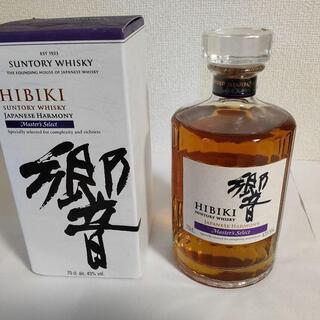 EST 1923
SUNTORY WHISKY
THE FOUNDING HOUSE OF JAPANESE WHISKY
HIBIKI
SUNTORY WHISKY
JAPANESE HARMONY
Master's Select
Specially selected for complexity and richness
響
70 cl. alc. 43% vol.
響
HIBIKI
SUNTORY WHISKY
JAPANESE HARMONY
Master's Select